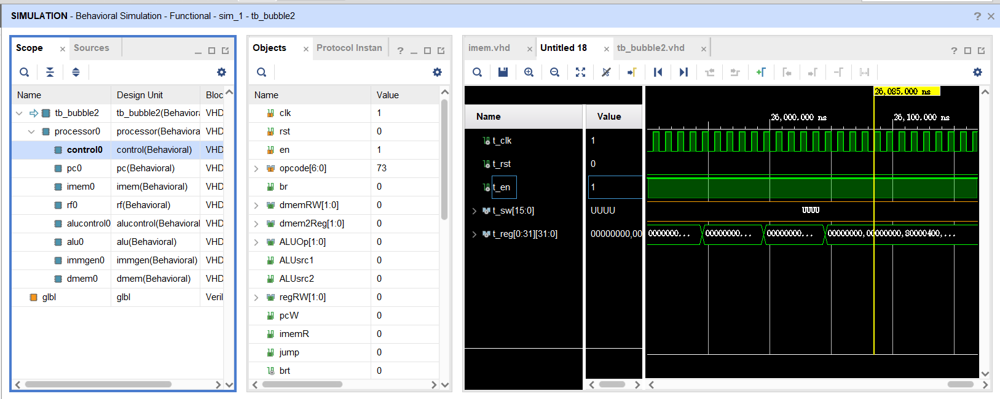 SIMULATION - Behavioral Simulation - Functional - sim_1 - tb_bubble2
Scope
Sources
Name Design Unit Bloc
tb_bubble2 tb_bubble2(Behaviora VHD
processor0 processor(Behaviora VHD
control0 control(Behavioral) VHD
pc0 pc(Behavioral) VHD
imem0 imem(Behavioral) VHD
rf0 rf(Behavioral) VHD
alucontrol0 alucontrol(Behaviora VHD
alu0 alu(Behavioral) VHD
immgen0 immgen(Behavioral) VHD
dmem0 dmem(Behavioral) VHD
glbl glbl Veril
Objects
Protocol Instan
Name Value
clk 1
rst 0
en 1
opcode[6:0] 73
br 0
dmemRW[1:0] 0
dmem2Reg[1:0] 0
ALUOp[1:0] 0
ALUsrc1 0
ALUsrc2 0
regRW[1:0] 0
pcW 0
imemR 0
jump 0
brt 0
imem.vhd
Untitled 18
tb_bubble2.vhd
26,085.000 ns
26,000.000 ns 26,100.000 ns
Name Value
t_clk 1
t_rst 0
t_en 1
t_sw[15:0] UUUU UUUU
t_reg[0:31][31:0] 00000000,00 0000000... 00000000... 00000000... 00000000,00000000,80000400,...